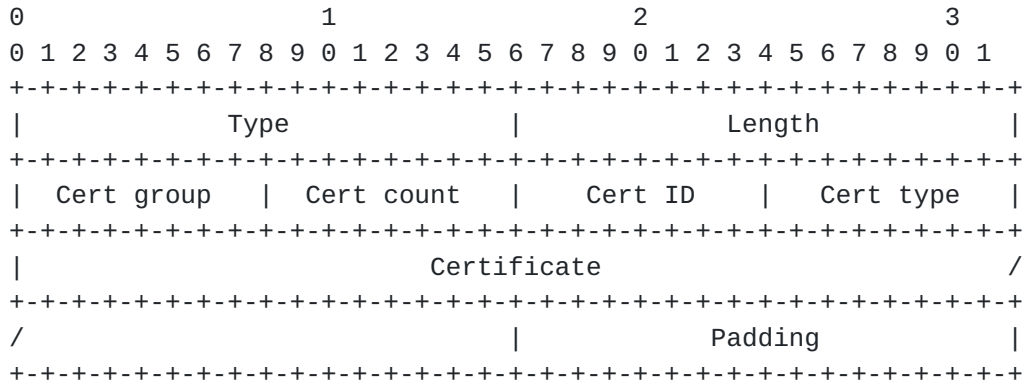 0                   1                   2                   3
0 1 2 3 4 5 6 7 8 9 0 1 2 3 4 5 6 7 8 9 0 1 2 3 4 5 6 7 8 9 0 1
+-+-+-+-+-+-+-+-+-+-+-+-+-+-+-+-+-+-+-+-+-+-+-+-+-+-+-+-+-+-+-+-+
|             Type              |             Length            |
+-+-+-+-+-+-+-+-+-+-+-+-+-+-+-+-+-+-+-+-+-+-+-+-+-+-+-+-+-+-+-+-+
|  Cert group   |  Cert count   |    Cert ID    |   Cert type   |
+-+-+-+-+-+-+-+-+-+-+-+-+-+-+-+-+-+-+-+-+-+-+-+-+-+-+-+-+-+-+-+-+
|                          Certificate                          /
+-+-+-+-+-+-+-+-+-+-+-+-+-+-+-+-+-+-+-+-+-+-+-+-+-+-+-+-+-+-+-+-+
/                               |            Padding            |
+-+-+-+-+-+-+-+-+-+-+-+-+-+-+-+-+-+-+-+-+-+-+-+-+-+-+-+-+-+-+-+-+